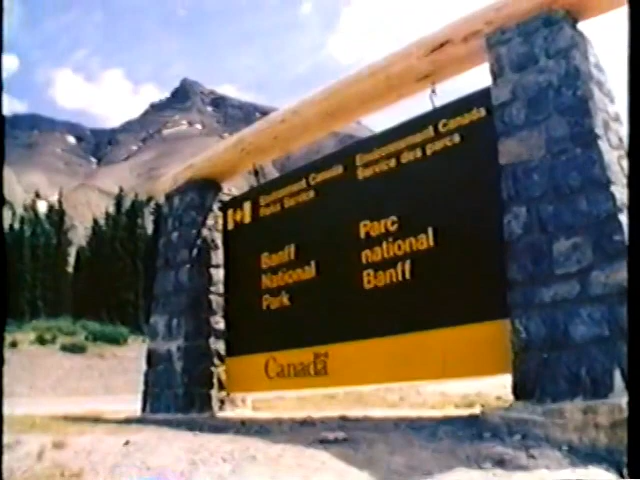 Environment Canada
Parks Service
Environnement Canada
Service des parcs
Banff
National
Park
Parc
national
Banff
Canada